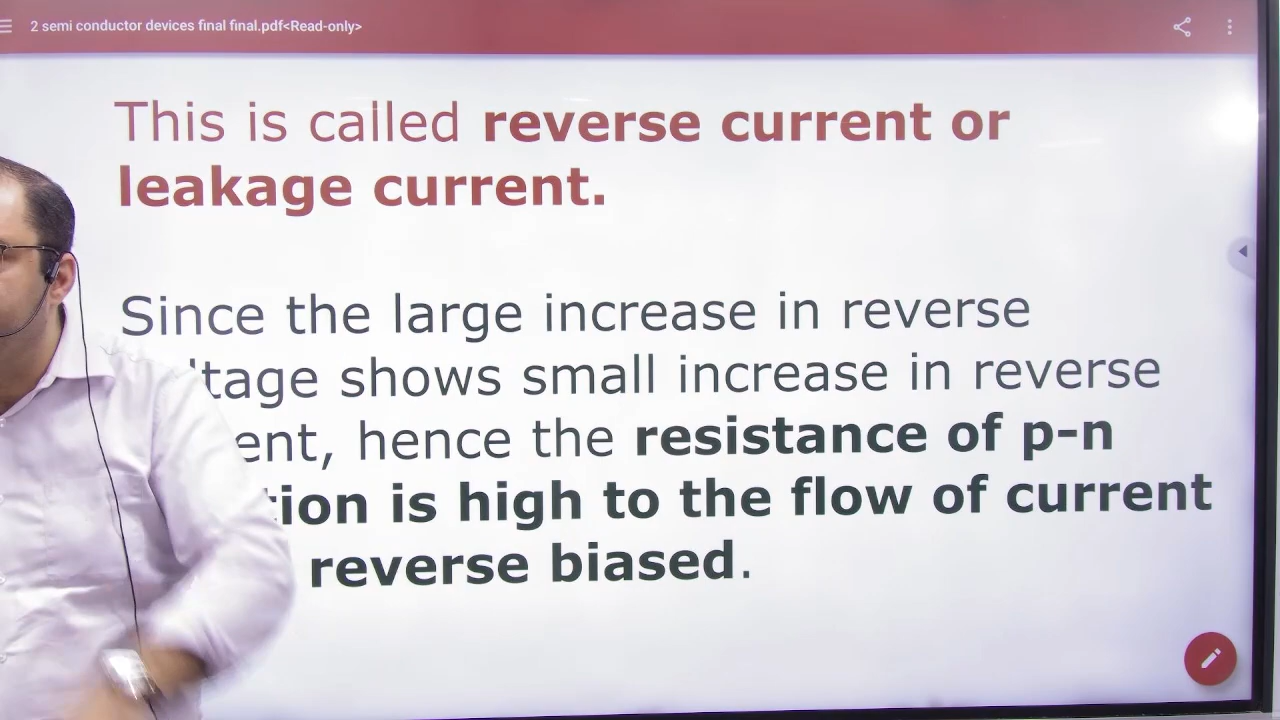 2 semi conductor devices final final.pdf<Read-only>
This is called reverse current or
leakage current.
Since the large increase in reverse
ltage shows small increase in reverse
ent, hence the resistance of p-n
tion is high to the flow of current
reverse biased.